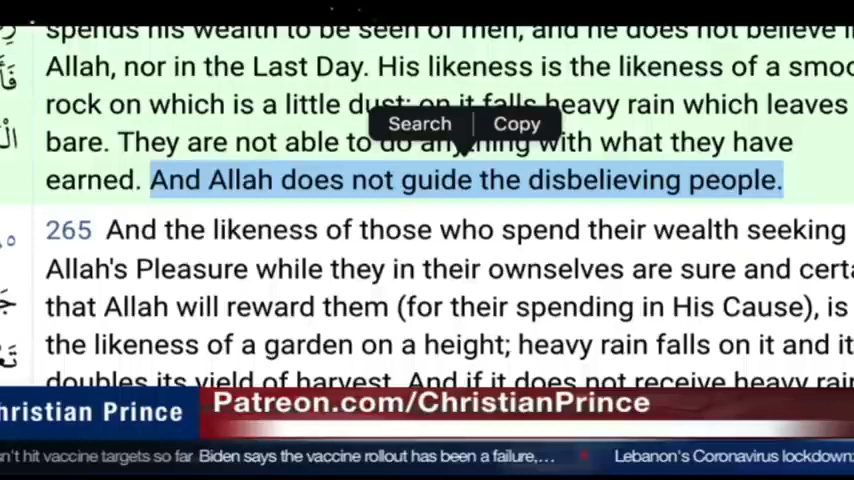 spends his wealth to be seen of men, and he does not believe
Allah, nor in the Last Day. His likeness is the likeness of a smoo
rock on which is a little dust; on it falls heavy rain which leaves
Search | Copy
bare. They are not able to do anything with what they have
earned. And Allah does not guide the disbelieving people.
265 And the likeness of those who spend their wealth seeking
Allah's Pleasure while they in their ownselves are sure and certa
that Allah will reward them (for their spending in His Cause), is
the likeness of a garden on a height; heavy rain falls on it and it
doubles its yield of harvest. And if it does not receive heavy rain
hristian Prince
Patreon.com/ChristianPrince
n't hit vaccine targets so far Biden says the vaccine rollout has been a failure,... Lebanon's Coronavirus lockdown: